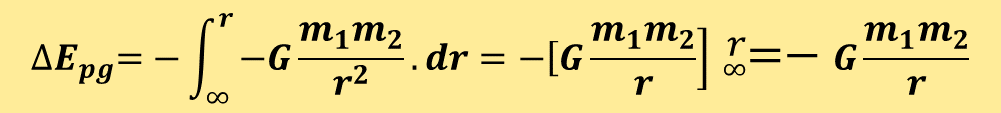 ΔE_pg = − ∫_∞^r −G (m₁m₂)/(r²) . dr = −[G (m₁m₂)/r] _∞^r = − G (m₁m₂)/r